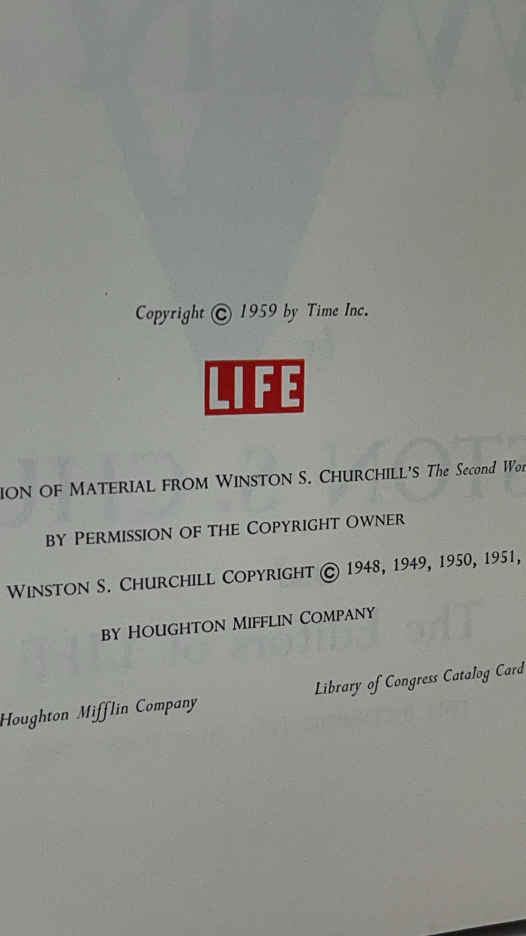 Copyright © 1959 by Time Inc.
LIFE
ION OF MATERIAL FROM WINSTON S. CHURCHILL'S The Second Wor
BY PERMISSION OF THE COPYRIGHT OWNER
WINSTON S. CHURCHILL COPYRIGHT © 1948, 1949, 1950, 1951,
BY HOUGHTON MIFFLIN COMPANY
Houghton Mifflin Company
Library of Congress Catalog Card